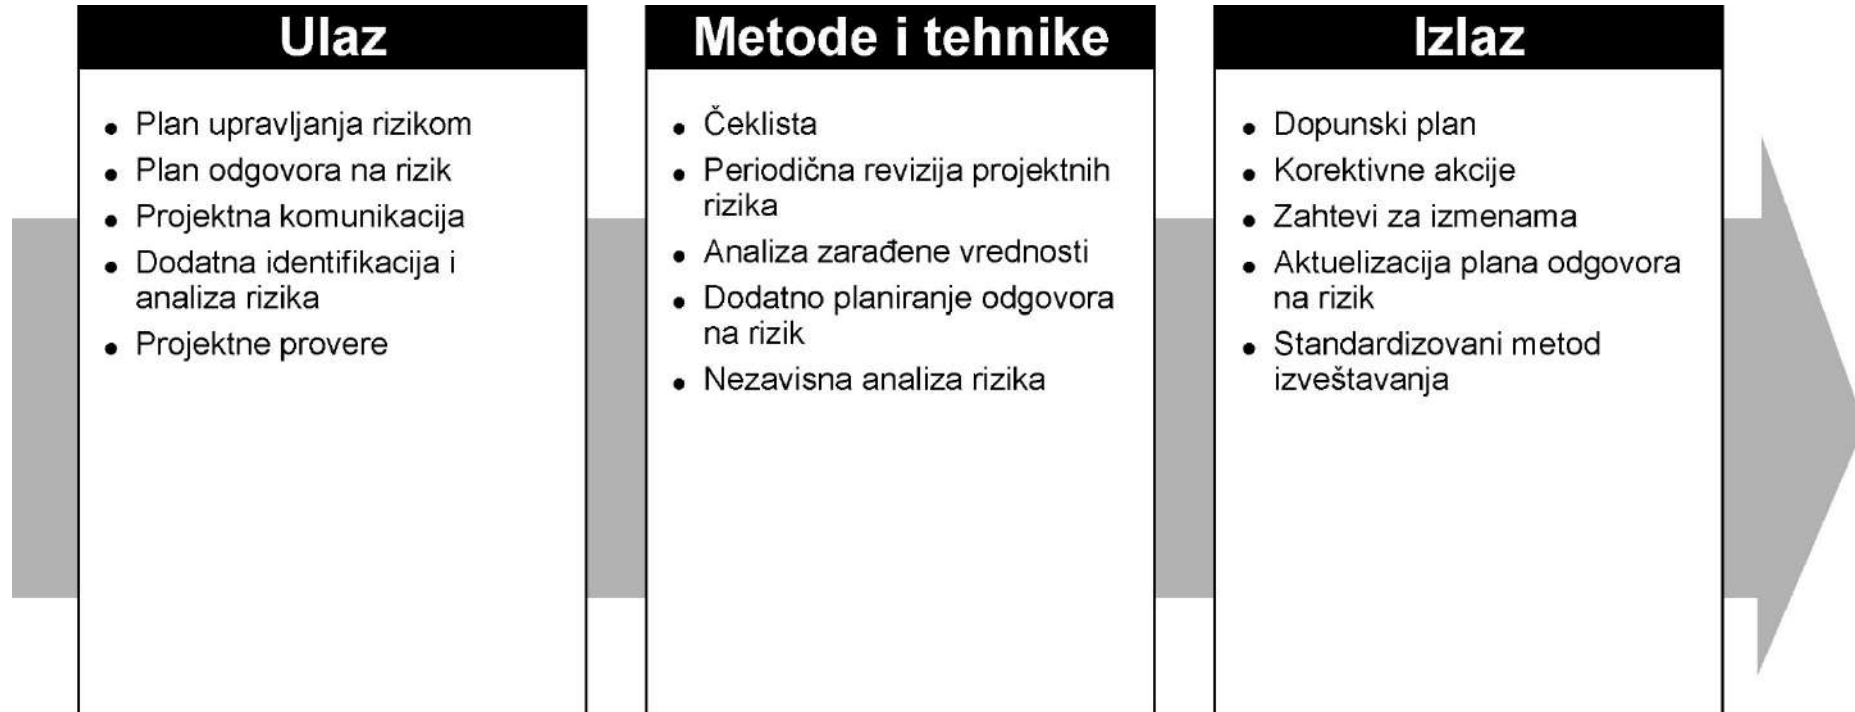 Ulaz
• Plan upravljanja rizikom
• Plan odgovora na rizik
• Projektna komunikacija
• Dodatna identifikacija i
analiza rizika
• Projektne provere
Metode i tehnike
• Čeklista
• Periodična revizija projektnih
rizika
• Analiza zarađene vrednosti
• Dodatno planiranje odgovora
na rizik
• Nezavisna analiza rizika
Izlaz
• Dopunski plan
• Korektivne akcije
• Zahtevi za izmenama
• Aktuelizacija plana odgovora
na rizik
• Standardizovani metod
izveštavanja